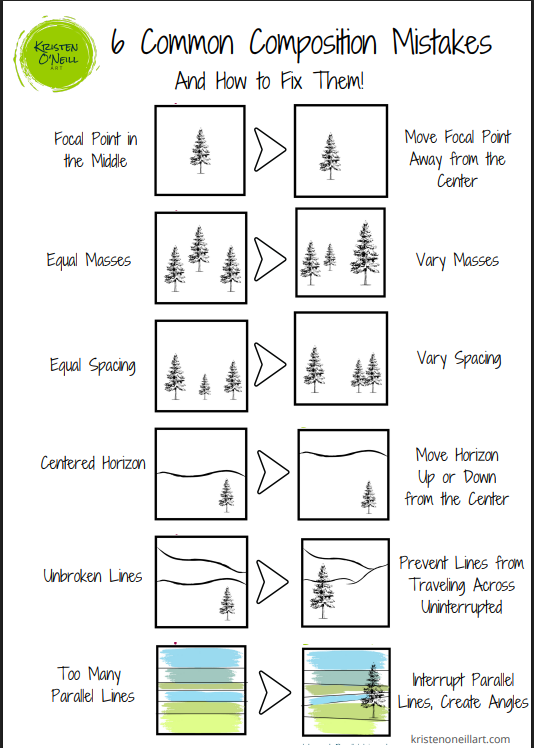 Kristen
O'Neill
ART
6 Common Composition Mistakes
And How to Fix Them!
Focal Point in
the Middle
Move Focal Point
Away from the
Center
Equal Masses
Vary Masses
Equal Spacing
Vary Spacing
Centered Horizon
Move Horizon
Up or Down
from the Center
Unbroken Lines
Prevent Lines from
Traveling Across
Uninterrupted
Too Many
Parallel Lines
Interrupt Parallel
Lines, Create Angles
kristenoneillart.com